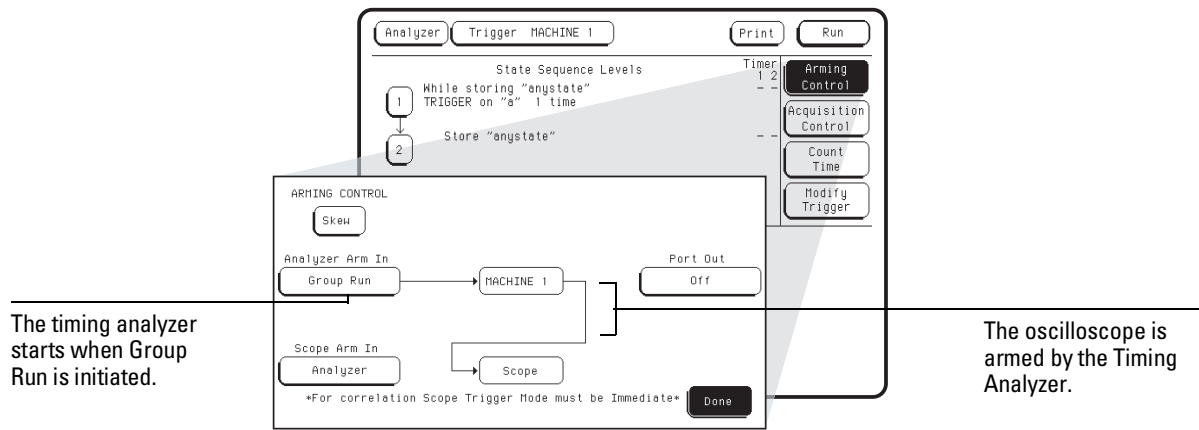 Analyzer Trigger MACHINE 1 Print Run
State Sequence Levels
Timer
1 2
1
While storing "anystate"
TRIGGER on "a" 1 time
- -
2
Store "anystate"
- -
Arming
Control
Acquisition
Control
Count
Time
Modify
Trigger
ARMING CONTROL
Skew
Analyzer Arm In
Group Run
MACHINE 1
Port Out
Off
Scope Arm In
Analyzer
Scope
*For correlation Scope Trigger Mode must be Immediate*
Done
The timing analyzer
starts when Group
Run is initiated.
The oscilloscope is
armed by the Timing
Analyzer.